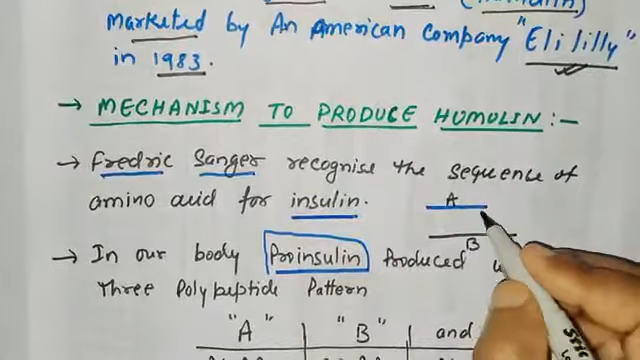 Marketed by An American company "Eli lilly"
in 1983.
→ MECHANISM TO PRODUCE HUMULIN :-
→ Fredric Sanger recognise the sequence of
amino acid for insulin.
A
B
→ In our body Proinsulin Produced
Three Polypeptide Pattern
"A" "B" and